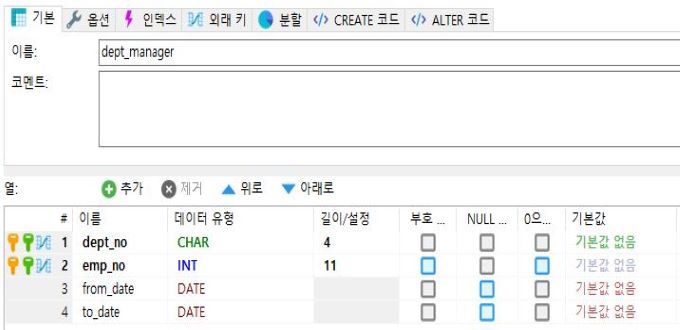 기본 옵션 인덱스 외래 키 분할 CREATE 코드 ALTER 코드
이름: dept_manager
코멘트:
열: 추가 제거 위로 아래로
# 이름 데이터 유형 길이/설정 부호 ... NULL ... 0으... 기본값
1 dept_no CHAR 4 기본값 없음
2 emp_no INT 11 기본값 없음
3 from_date DATE 기본값 없음
4 to_date DATE 기본값 없음